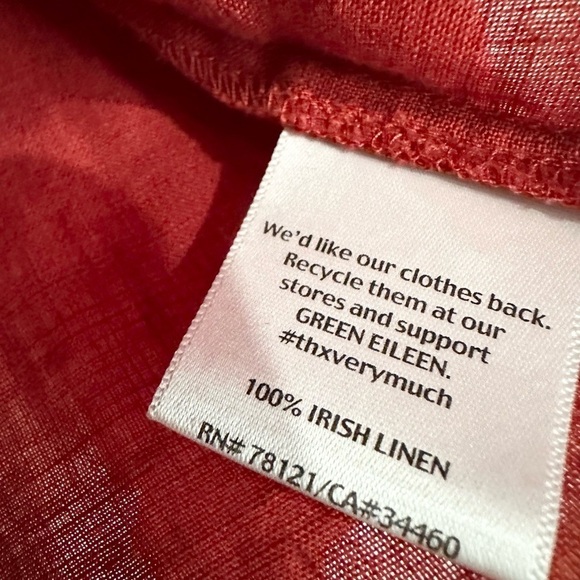 We'd like our clothes back.
Recycle them at our
stores and support
GREEN EILEEN.
#thxverymuch
100% IRISH LINEN
RN# 78121/CA#34460